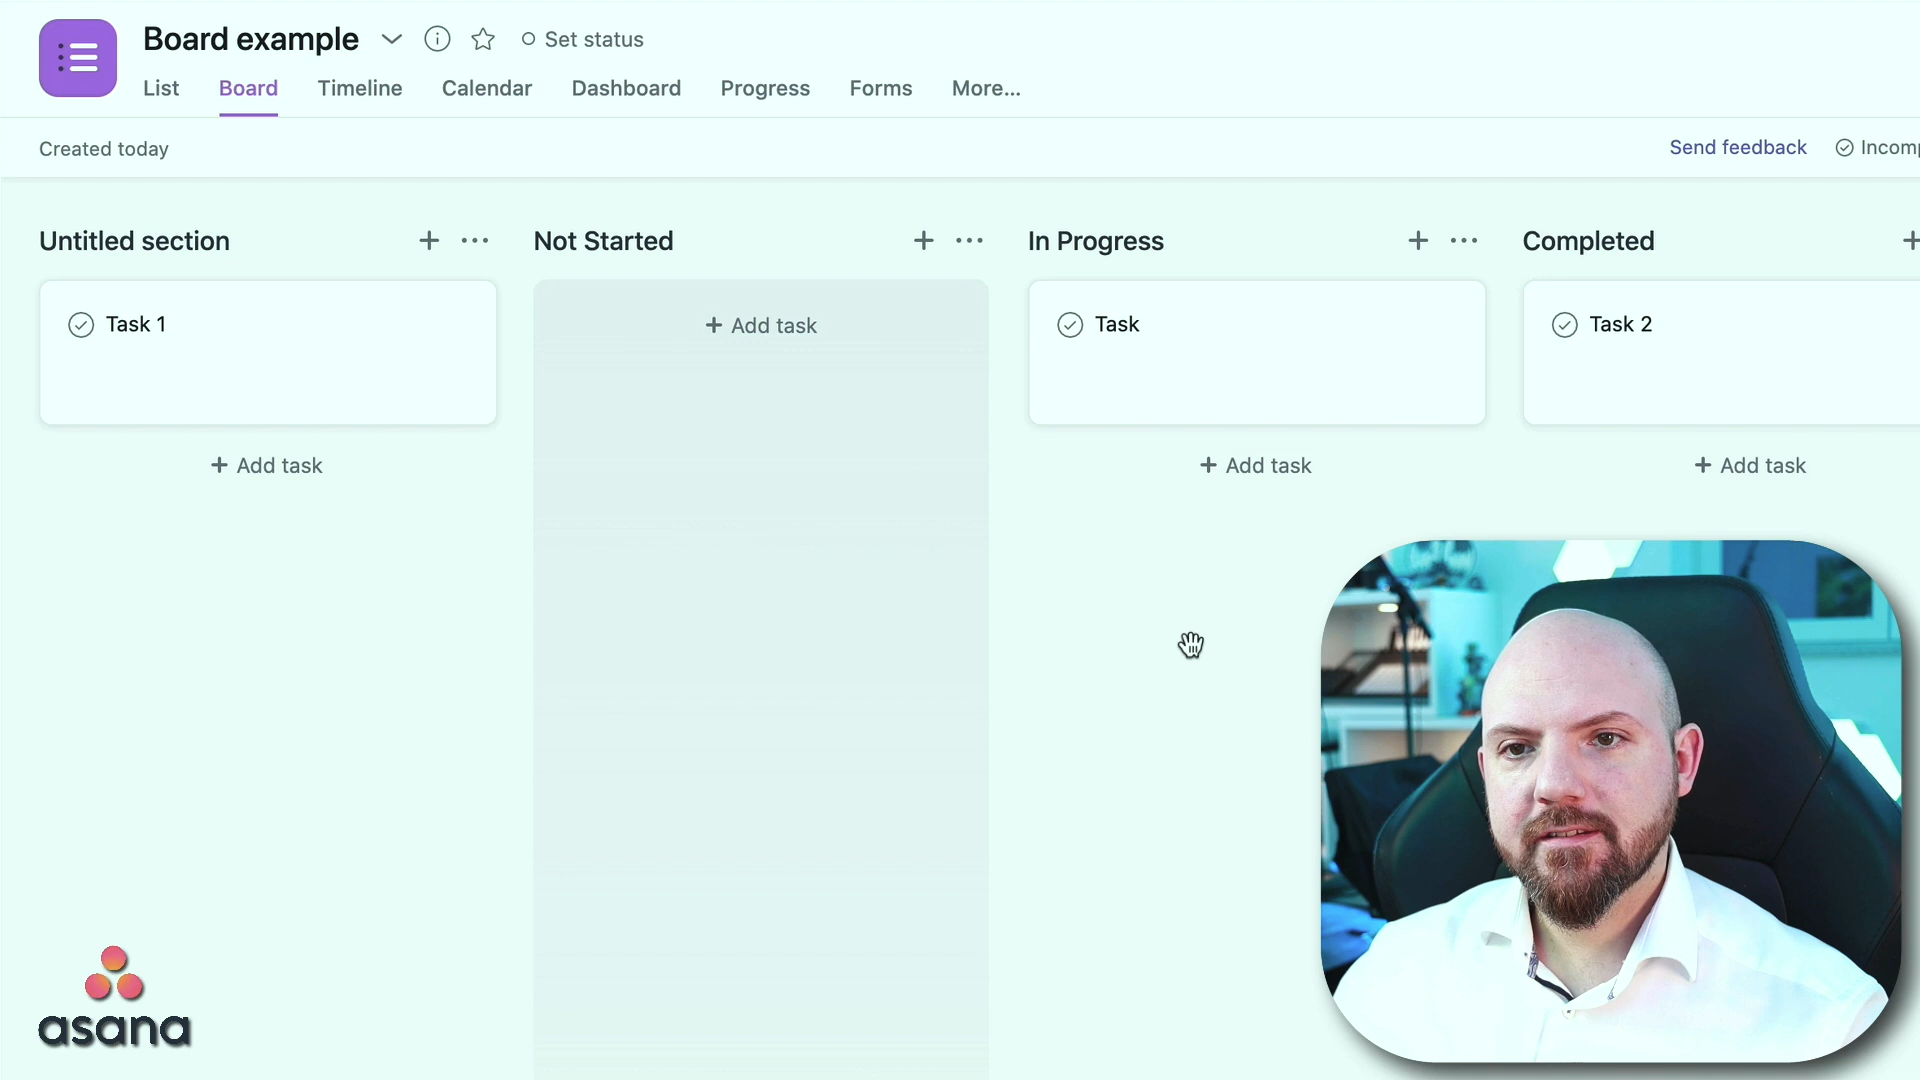 Board example
Set status
List Board Timeline Calendar Dashboard Progress Forms More...
Created today
Send feedback Incomp
Untitled section
Not Started
In Progress
Completed
Task 1
+ Add task
Task
Task 2
+ Add task
+ Add task
+ Add task
asana